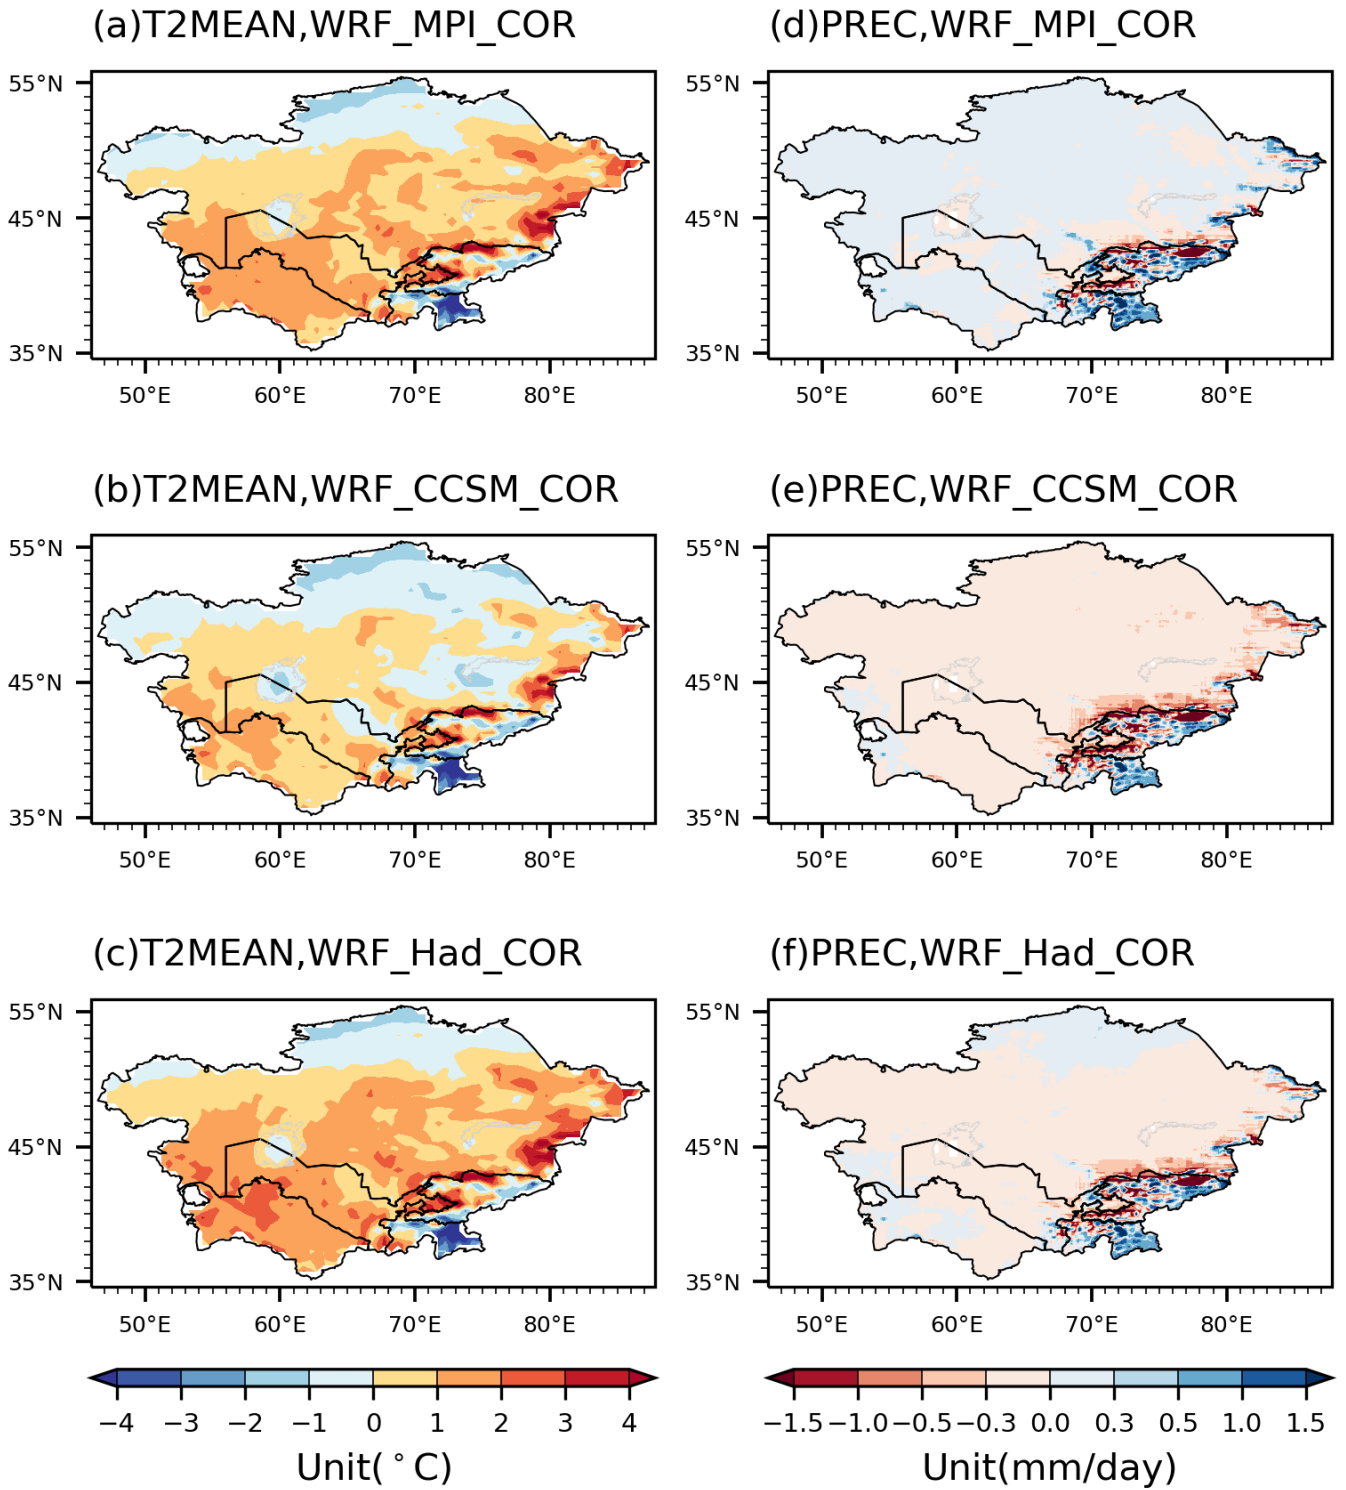 (a)T2MEAN,WRF_MPI_COR
55°N
45°N
35°N
50°E 60°E 70°E 80°E
(d)PREC,WRF_MPI_COR
55°N
45°N
35°N
50°E 60°E 70°E 80°E
(b)T2MEAN,WRF_CCSM_COR
55°N
45°N
35°N
50°E 60°E 70°E 80°E
(e)PREC,WRF_CCSM_COR
55°N
45°N
35°N
50°E 60°E 70°E 80°E
(c)T2MEAN,WRF_Had_COR
55°N
45°N
35°N
50°E 60°E 70°E 80°E
(f)PREC,WRF_Had_COR
55°N
45°N
35°N
50°E 60°E 70°E 80°E
−4 −3 −2 −1 0 1 2 3 4
Unit(°C)
−1.5 −1.0 −0.5 −0.3 0.0 0.3 0.5 1.0 1.5
Unit(mm/day)